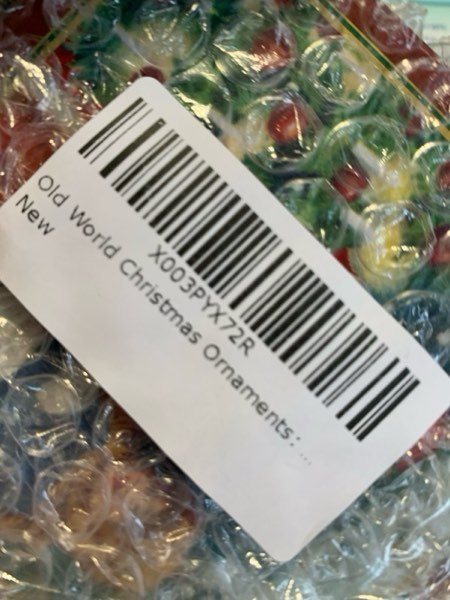 X003PYX72R
Old World Christmas Ornaments: ...
New